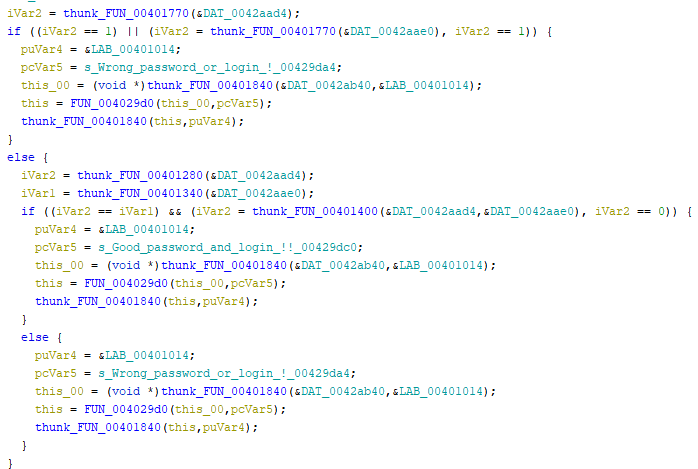 iVar2 = thunk_FUN_00401770(&DAT_0042aad4);
if ((iVar2 == 1) || (iVar2 = thunk_FUN_00401770(&DAT_0042aae0), iVar2 == 1)) {
puVar4 = &LAB_00401014;
pcVar5 = s_Wrong_password_or_login_!_00429da4;
this_00 = (void *)thunk_FUN_00401840(&DAT_0042ab40,&LAB_00401014);
this = FUN_004029d0(this_00,pcVar5);
thunk_FUN_00401840(this,puVar4);
}
else {
iVar2 = thunk_FUN_00401280(&DAT_0042aad4);
iVar1 = thunk_FUN_00401340(&DAT_0042aae0);
if ((iVar2 == iVar1) && (iVar2 = thunk_FUN_00401400(&DAT_0042aad4,&DAT_0042aae0), iVar2 == 0)) {
puVar4 = &LAB_00401014;
pcVar5 = s_Good_password_and_login_!!_00429dc0;
this_00 = (void *)thunk_FUN_00401840(&DAT_0042ab40,&LAB_00401014);
this = FUN_004029d0(this_00,pcVar5);
thunk_FUN_00401840(this,puVar4);
}
else {
puVar4 = &LAB_00401014;
pcVar5 = s_Wrong_password_or_login_!_00429da4;
this_00 = (void *)thunk_FUN_00401840(&DAT_0042ab40,&LAB_00401014);
this = FUN_004029d0(this_00,pcVar5);
thunk_FUN_00401840(this,puVar4);
}
}